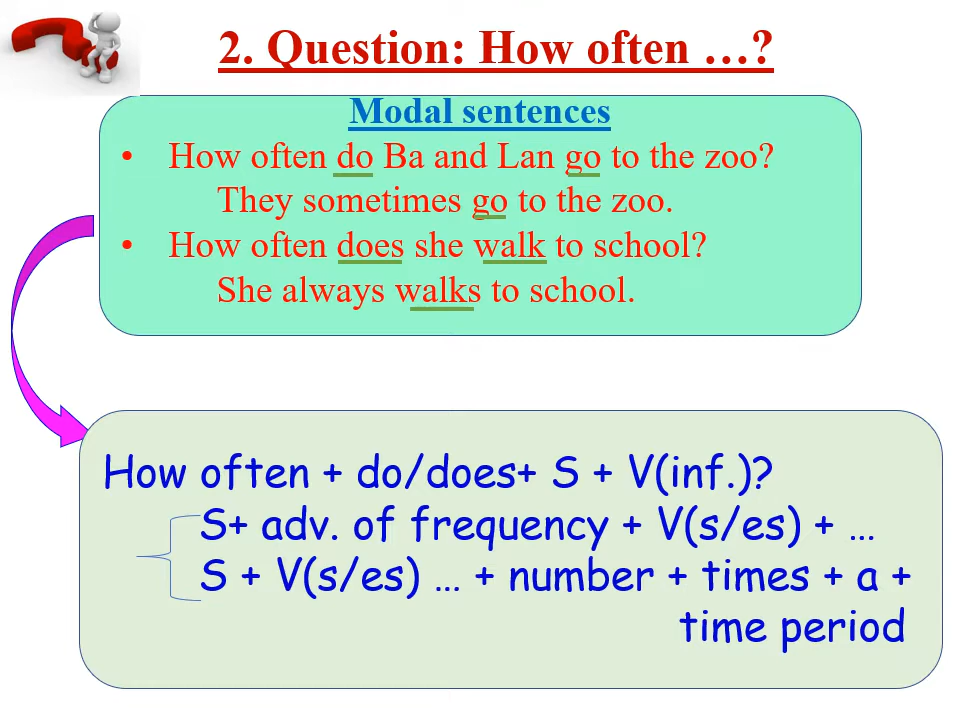 2. Question: How often …?
Modal sentences
• How often do Ba and Lan go to the zoo?
They sometimes go to the zoo.
• How often does she walk to school?
She always walks to school.
How often + do/does+ S + V(inf.)?
S+ adv. of frequency + V(s/es) + …
S + V(s/es) … + number + times + a +
time period